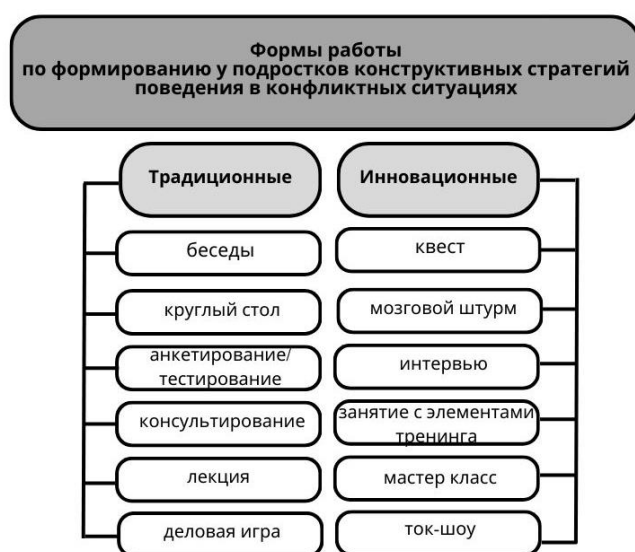 Формы работы
по формированию у подростков конструктивных стратегий
поведения в конфликтных ситуациях
Традиционные
беседы
круглый стол
анкетирование/
тестирование
консультирование
лекция
деловая игра
Инновационные
квест
мозговой штурм
интервью
занятие с элементами
тренинга
мастер класс
ток-шоу